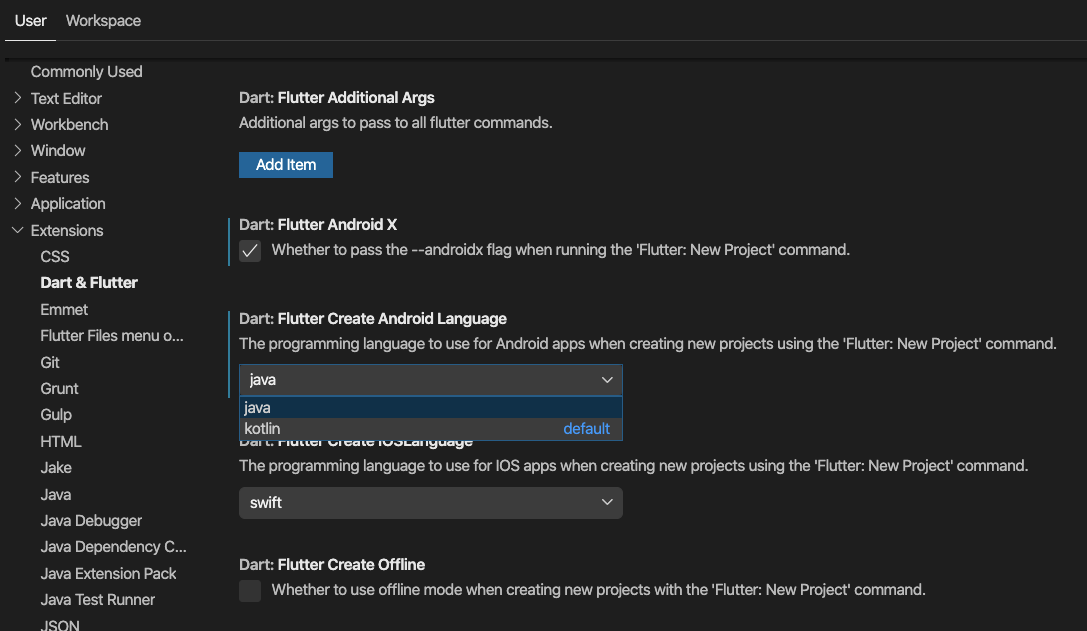 User Workspace
Commonly Used
Text Editor
Workbench
Window
Features
Application
Extensions
CSS
Dart & Flutter
Emmet
Flutter Files menu o...
Git
Grunt
Gulp
HTML
Jake
Java
Java Debugger
Java Dependency C...
Java Extension Pack
Java Test Runner
JSON
Dart: Flutter Additional Args
Additional args to pass to all flutter commands.
Add Item
Dart: Flutter Android X
Whether to pass the --androidx flag when running the 'Flutter: New Project' command.
Dart: Flutter Create Android Language
The programming language to use for Android apps when creating new projects using the 'Flutter: New Project' command.
java
java
kotlin default
Dart: Flutter Create IOSLanguage
The programming language to use for IOS apps when creating new projects using the 'Flutter: New Project' command.
swift
Dart: Flutter Create Offline
Whether to use offline mode when creating new projects with the 'Flutter: New Project' command.